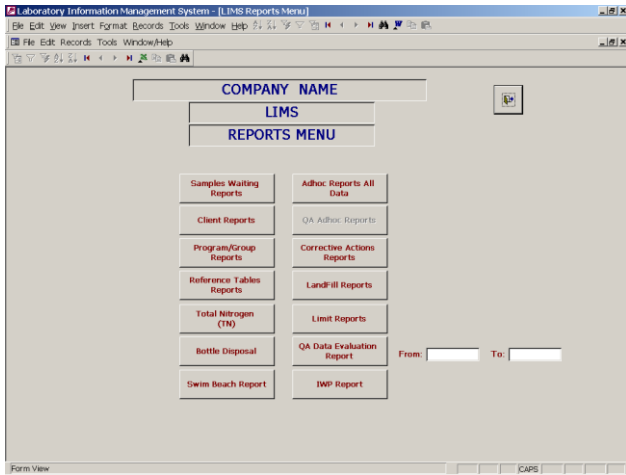 Laboratory Information Management System - [LIMS Reports Menu]
File Edit View Insert Format Records Tools Window Help
File Edit Records Tools Window/Help
COMPANY NAME
LIMS
REPORTS MENU
Samples Waiting
Reports
Adhoc Reports All
Data
Client Reports
QA Adhoc Reports
Program/Group
Reports
Corrective Actions
Reports
Reference Tables
Reports
LandFill Reports
Total Nitrogen
(TN)
Limit Reports
Bottle Disposal
QA Data Evaluation
Report
From:
To:
Swim Beach Report
IWP Report
Form View
CAPS